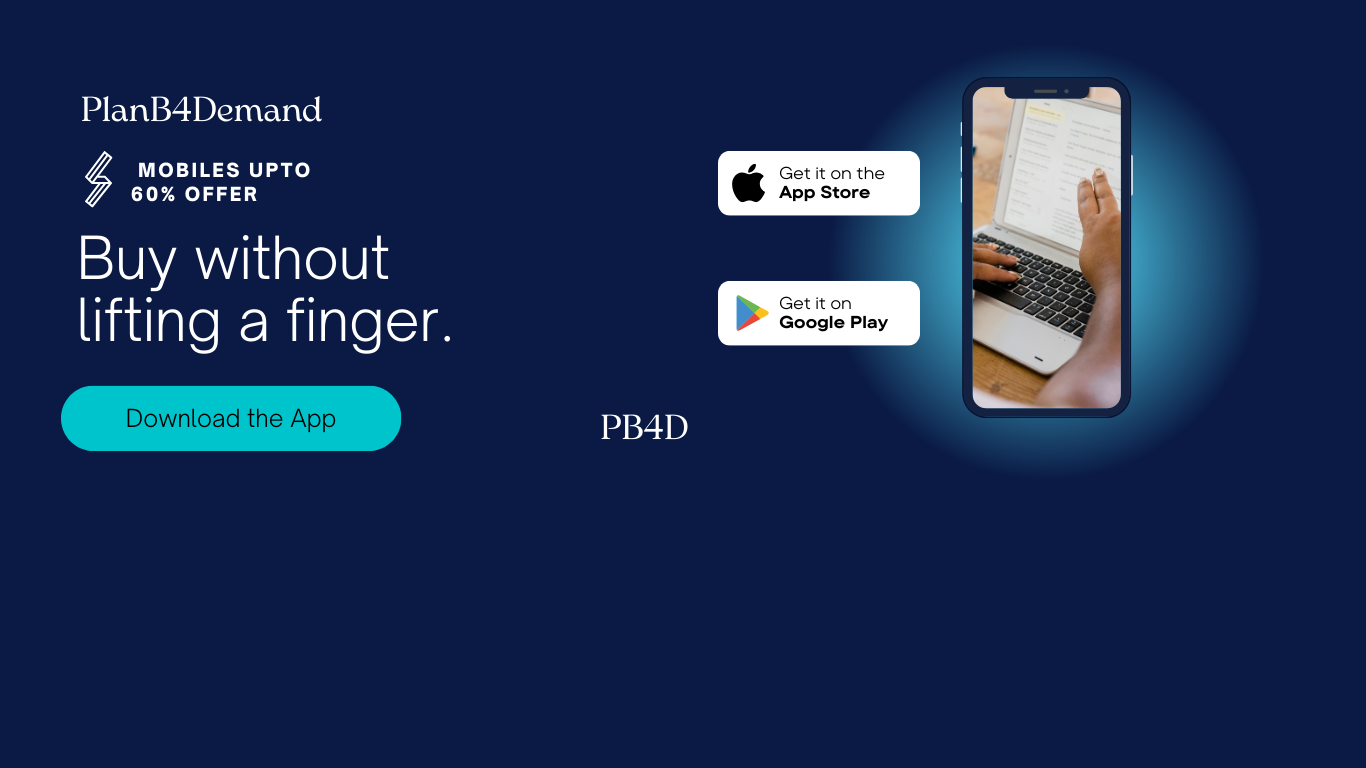 PlanB4Demand
MOBILES UPTO
60% OFFER
Buy without
lifting a finger.
Download the App
Get it on the
App Store
Get it on
Google Play
PB4D